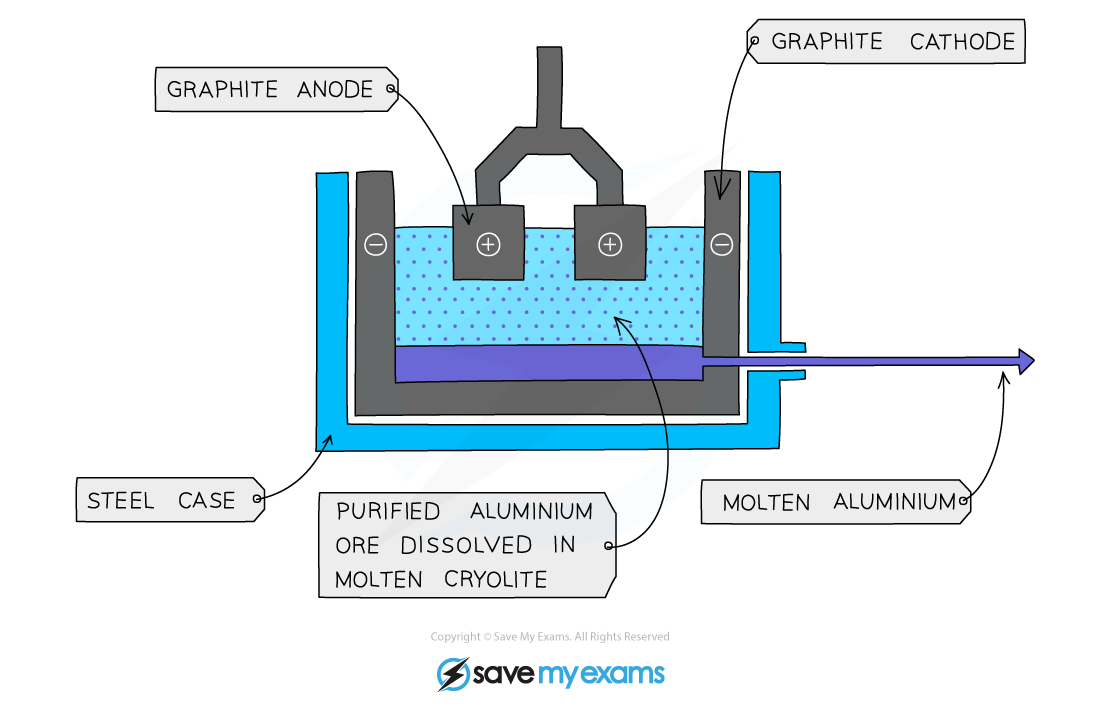 GRAPHITE CATHODE
GRAPHITE ANODE
STEEL CASE
PURIFIED ALUMINIUM
ORE DISSOLVED IN
MOLTEN CRYOLITE
MOLTEN ALUMINIUM
Copyright © Save My Exams. All Rights Reserved
save my exams